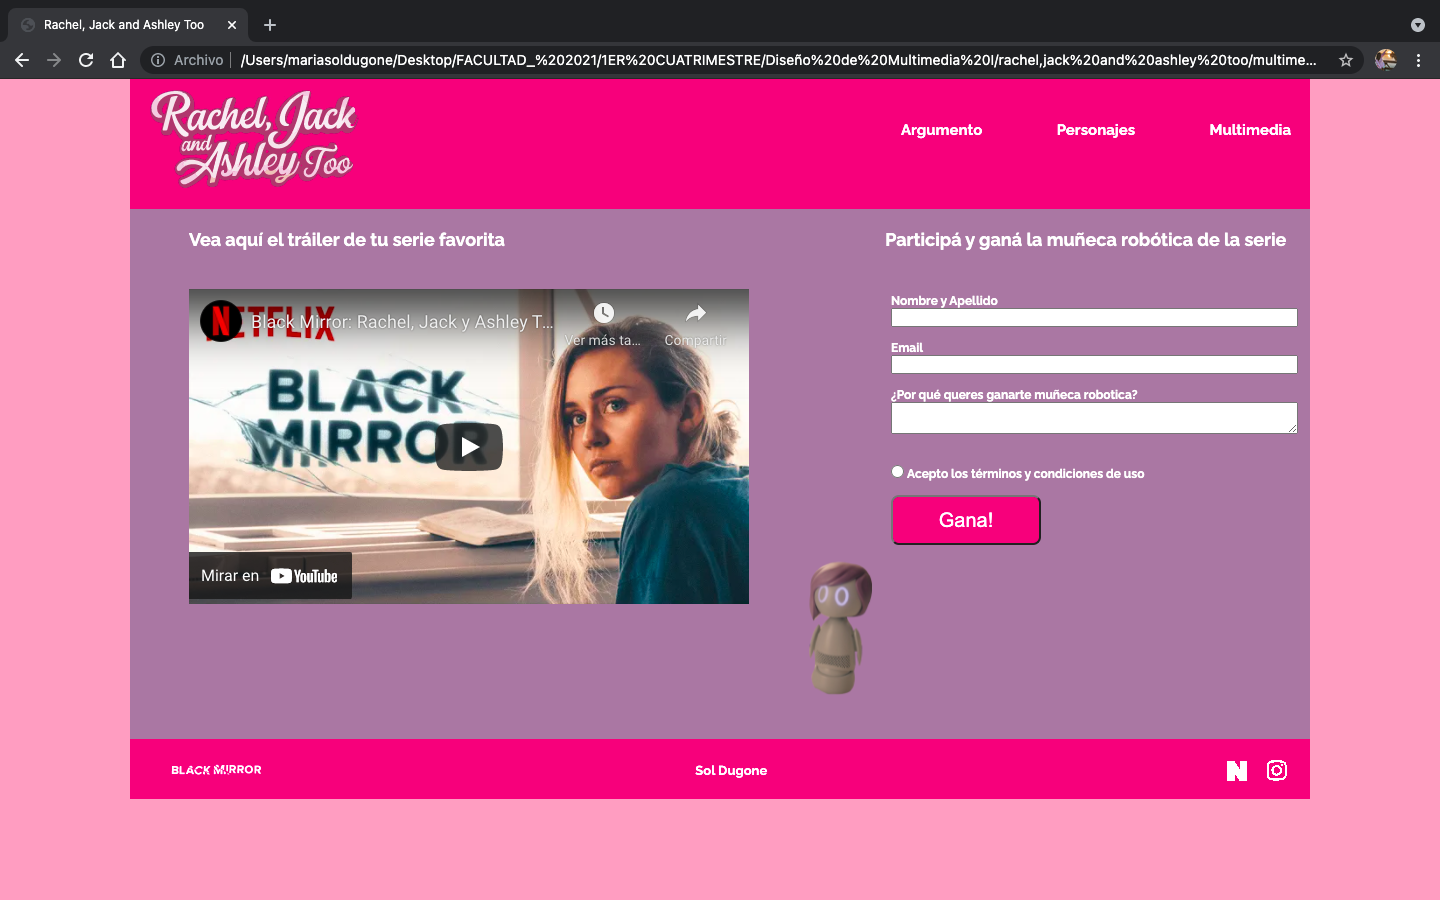 Rachel, Jack and Ashley Too
Archivo
/Users/mariasoldugone/Desktop/FACULTAD_%202021/1ER%20CUATRIMESTRE/Diseño%20de%20Multimedia%20I/rachel,jack%20and%20ashley%20too/multime...
Rachel, Jack
and
Ashley Too
Argumento
Personajes
Multimedia
Vea aquí el tráiler de tu serie favorita
Participá y ganá la muñeca robótica de la serie
NETFLIX
N
Black Mirror: Rachel, Jack y Ashley T...
Ver más ta...
Compartir
BLACK
MIRROR
Mirar en YouTube
Nombre y Apellido
Email
¿Por qué queres ganarte muñeca robotica?
Acepto los términos y condiciones de uso
Gana!
BLACK MIRROR
Sol Dugone
N